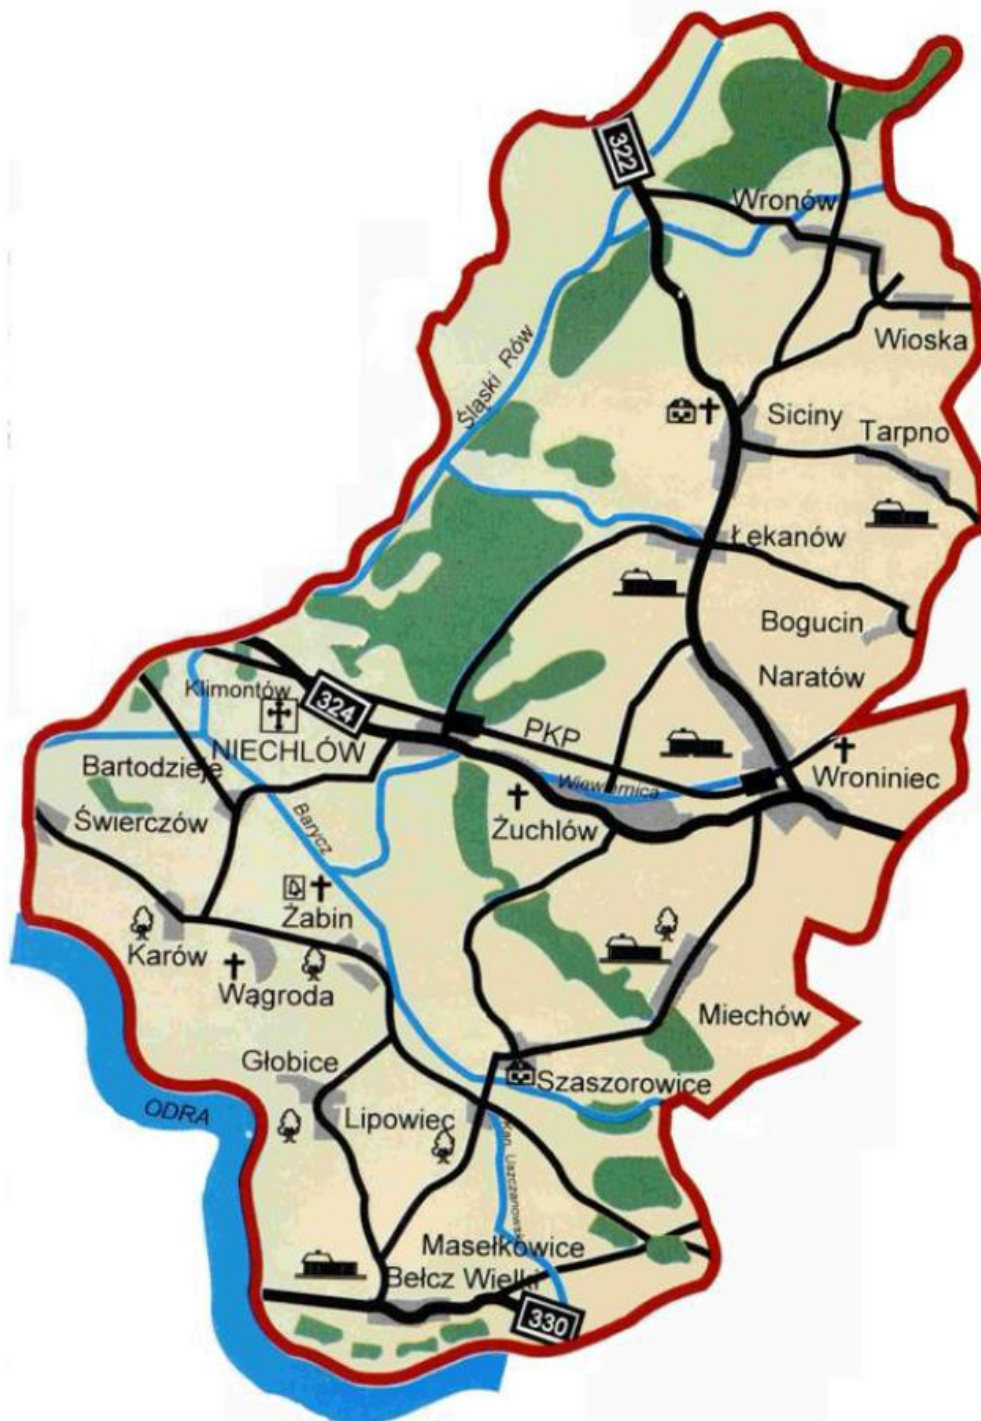 322
Wronów
Wioska
Śląski Rów
Siciny
Tarpno
Łękanów
Bogucin
Naratów
Klimontów
324
NIECHLÓW
PKP
Wroniniec
Bartodzieje
Wiewiernica
Świerczów
Barycz
Żuchlów
Żabin
Karów
Wągroda
Miechów
Głobice
Szaszorowice
ODRA
Lipowiec
Masełkowice
Bełcz Wielki
330